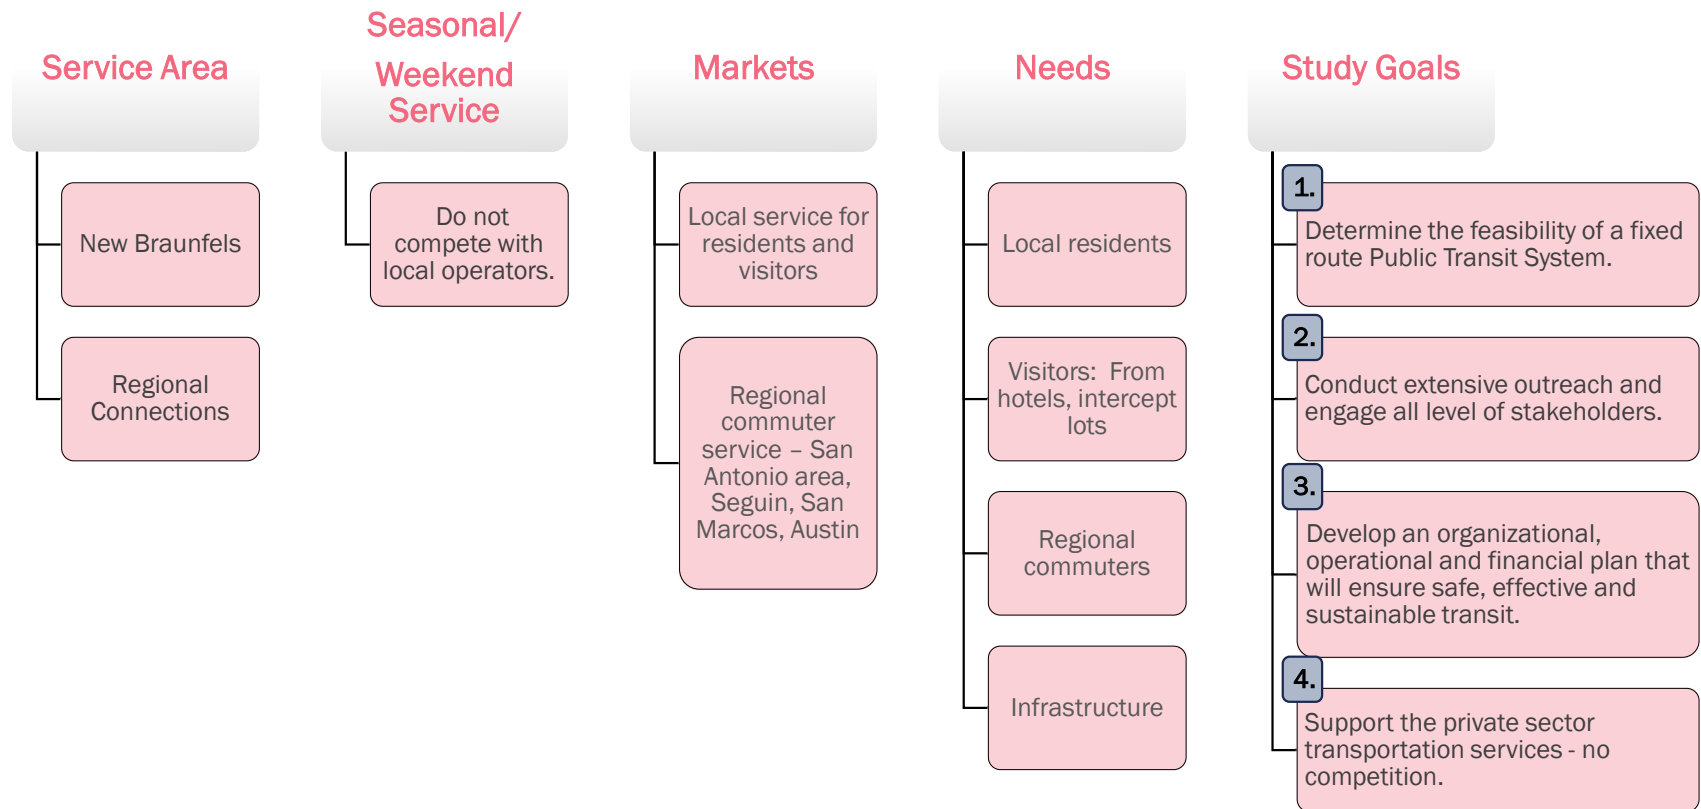 Service Area
New Braunfels
Regional
Connections
Seasonal/
Weekend
Service
Do not
compete with
local operators.
Markets
Local service for
residents and
visitors
Regional
commuter
service – San
Antonio area,
Seguin, San
Marcos, Austin
Needs
Local residents
Visitors:  From
hotels, intercept
lots
Regional
commuters
Infrastructure
Study Goals
1.
Determine the feasibility of a fixed
route Public Transit System.
2.
Conduct extensive outreach and
engage all level of stakeholders.
3.
Develop an organizational,
operational and financial plan that
will ensure safe, effective and
sustainable transit.
4.
Support the private sector
transportation services - no
competition.